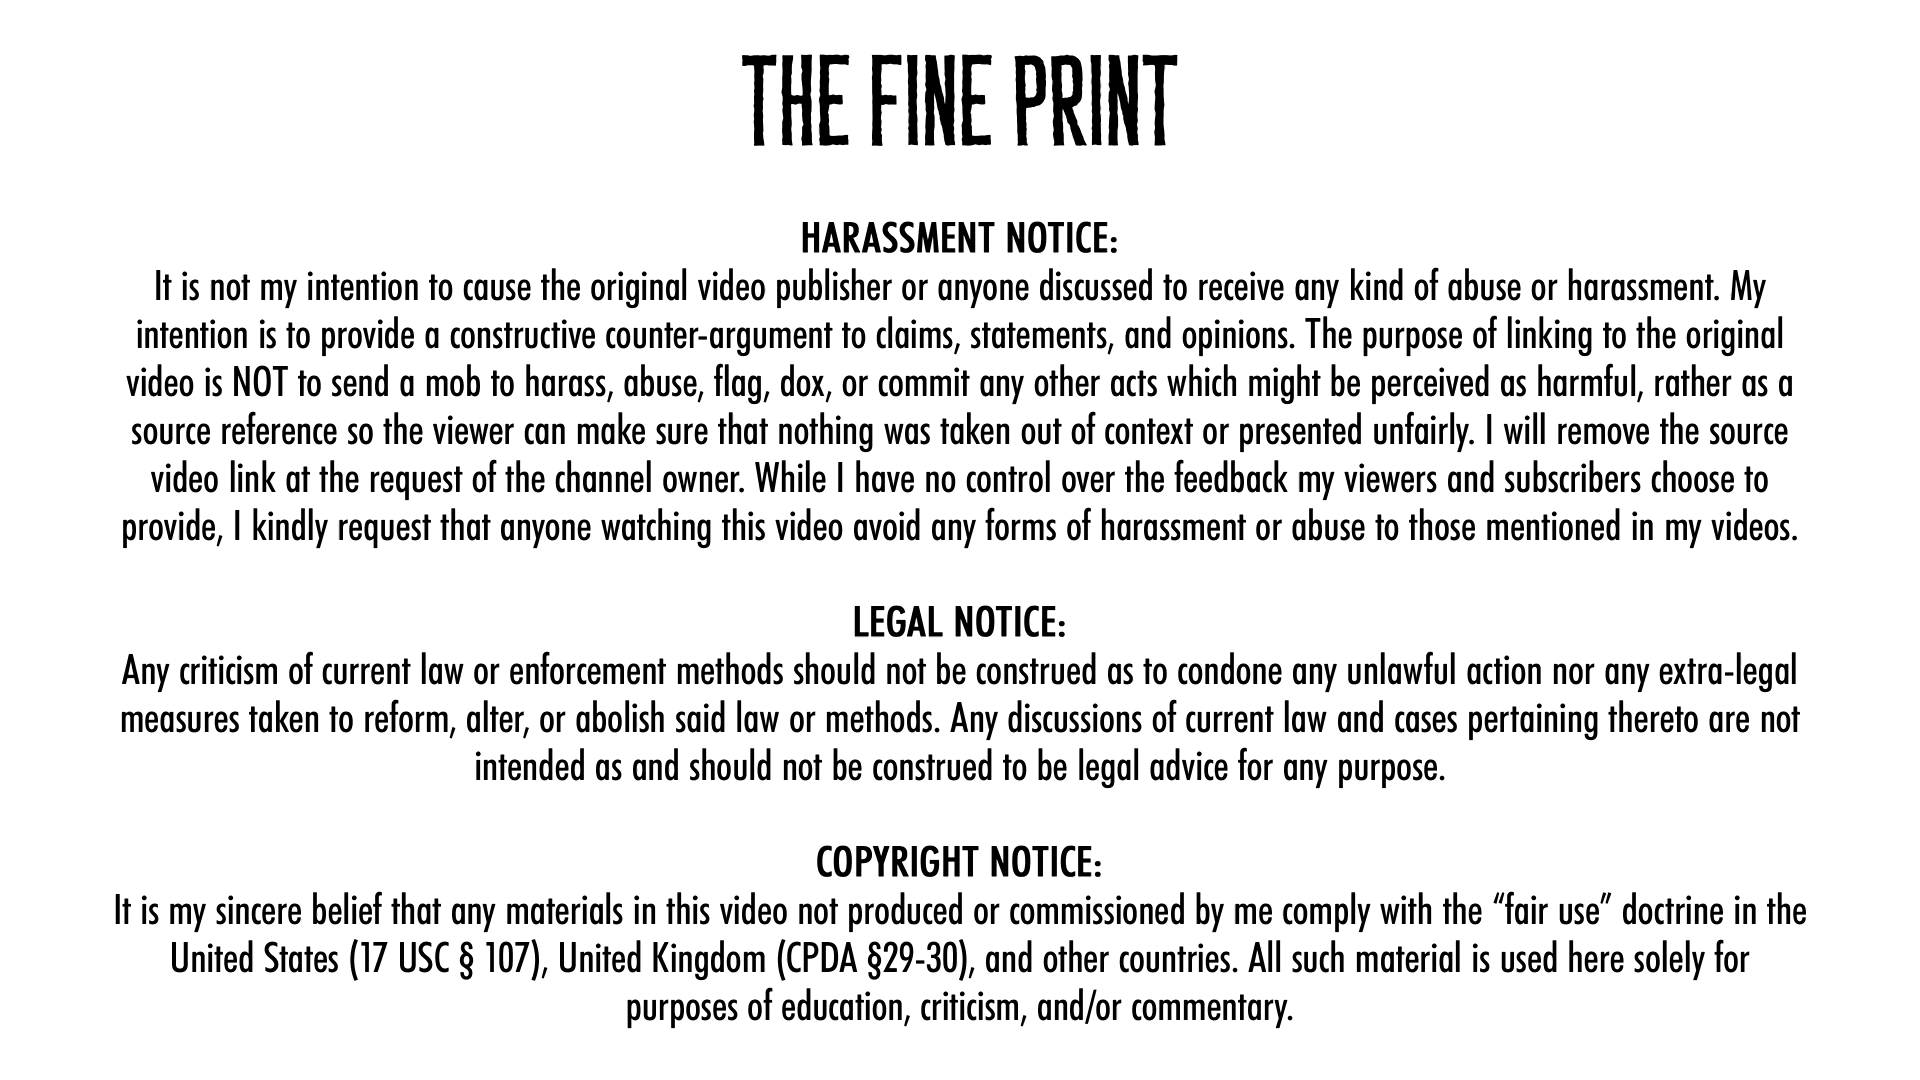 THE FINE PRINT
HARASSMENT NOTICE:
It is not my intention to cause the original video publisher or anyone discussed to receive any kind of abuse or harassment. My
intention is to provide a constructive counter-argument to claims, statements, and opinions. The purpose of linking to the original
video is NOT to send a mob to harass, abuse, flag, dox, or commit any other acts which might be perceived as harmful, rather as a
source reference so the viewer can make sure that nothing was taken out of context or presented unfairly. I will remove the source
video link at the request of the channel owner. While I have no control over the feedback my viewers and subscribers choose to
provide, I kindly request that anyone watching this video avoid any forms of harassment or abuse to those mentioned in my videos.
LEGAL NOTICE:
Any criticism of current law or enforcement methods should not be construed as to condone any unlawful action nor any extra-legal
measures taken to reform, alter, or abolish said law or methods. Any discussions of current law and cases pertaining thereto are not
intended as and should not be construed to be legal advice for any purpose.
COPYRIGHT NOTICE:
It is my sincere belief that any materials in this video not produced or commissioned by me comply with the “fair use” doctrine in the
United States (17 USC § 107), United Kingdom (CPDA §29-30), and other countries. All such material is used here solely for
purposes of education, criticism, and/or commentary.